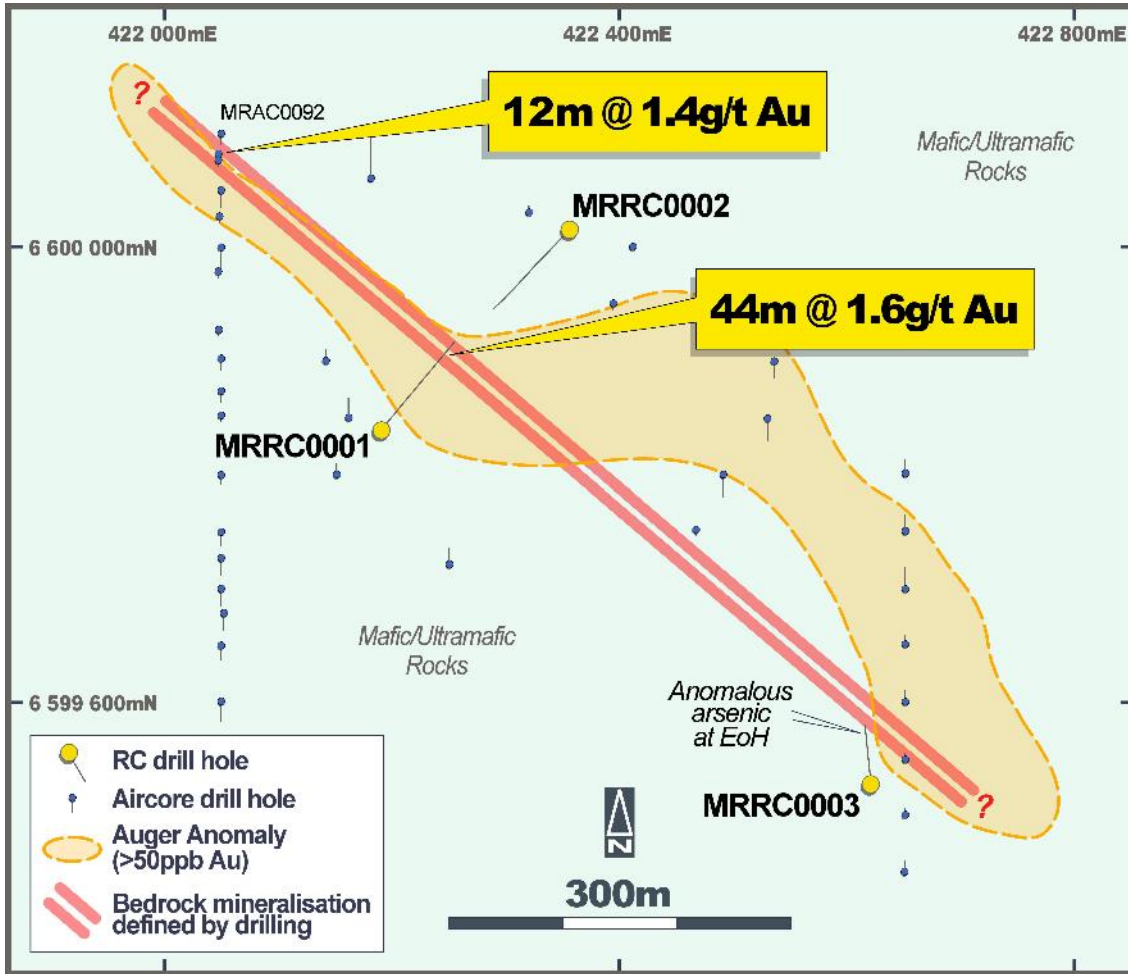 422 000mE
422 400mE
422 800mE
?
MRAC0092
12m @ 1.4g/t Au
Mafic/Ultramafic
Rocks
MRRC0002
6 600 000mN
44m @ 1.6g/t Au
MRRC0001
Mafic/Ultramafic
Rocks
6 599 600mN
Anomalous
arsenic
at EoH
MRRC0003
?
RC drill hole
Aircore drill hole
Auger Anomaly
(>50ppb Au)
Bedrock mineralisation
defined by drilling
N
300m